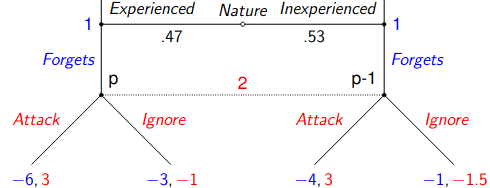 Experienced Nature Inexperienced
1 .47 .53 1
Forgets Forgets
p 2 p-1
Attack Ignore Attack Ignore
−6, 3 −3, −1 −4, 3 −1, −1.5